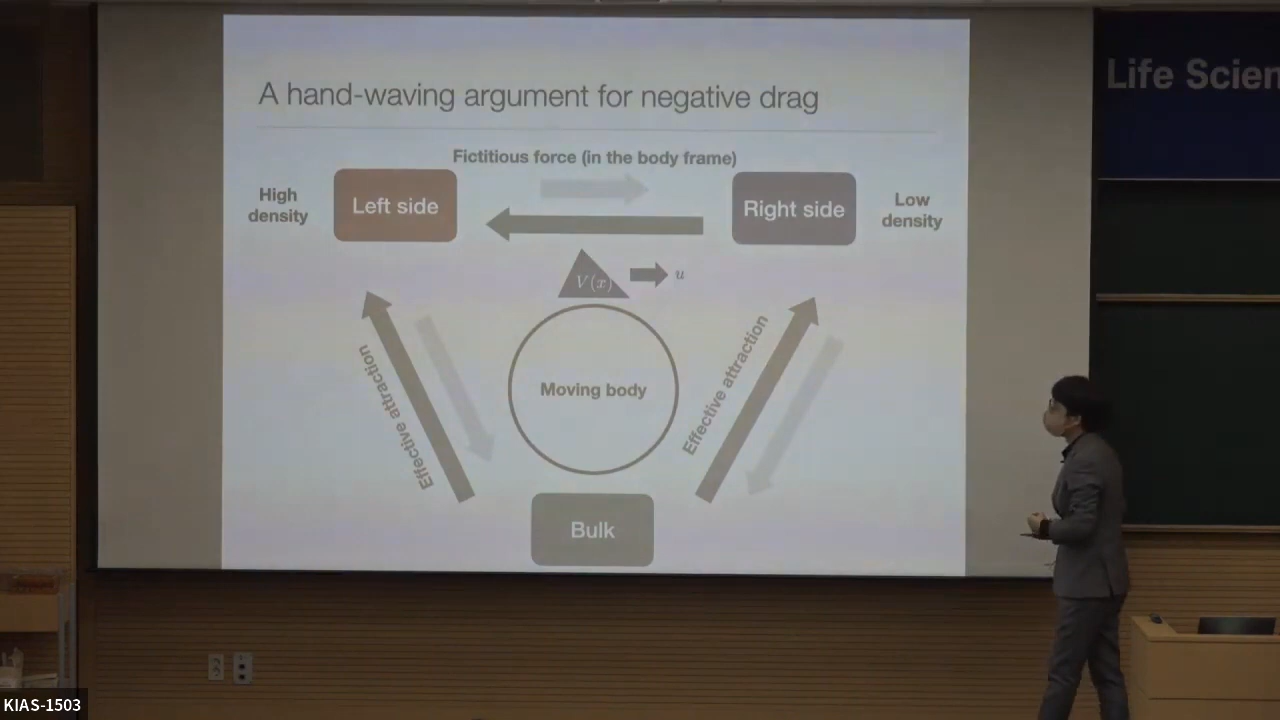 Life Scien
A hand-waving argument for negative drag
Fictitious force (in the body frame)
High
density
Left side
Right side
Low
density
V(x)
u
Effective attraction
Moving body
Effective attraction
Bulk
KIAS-1503